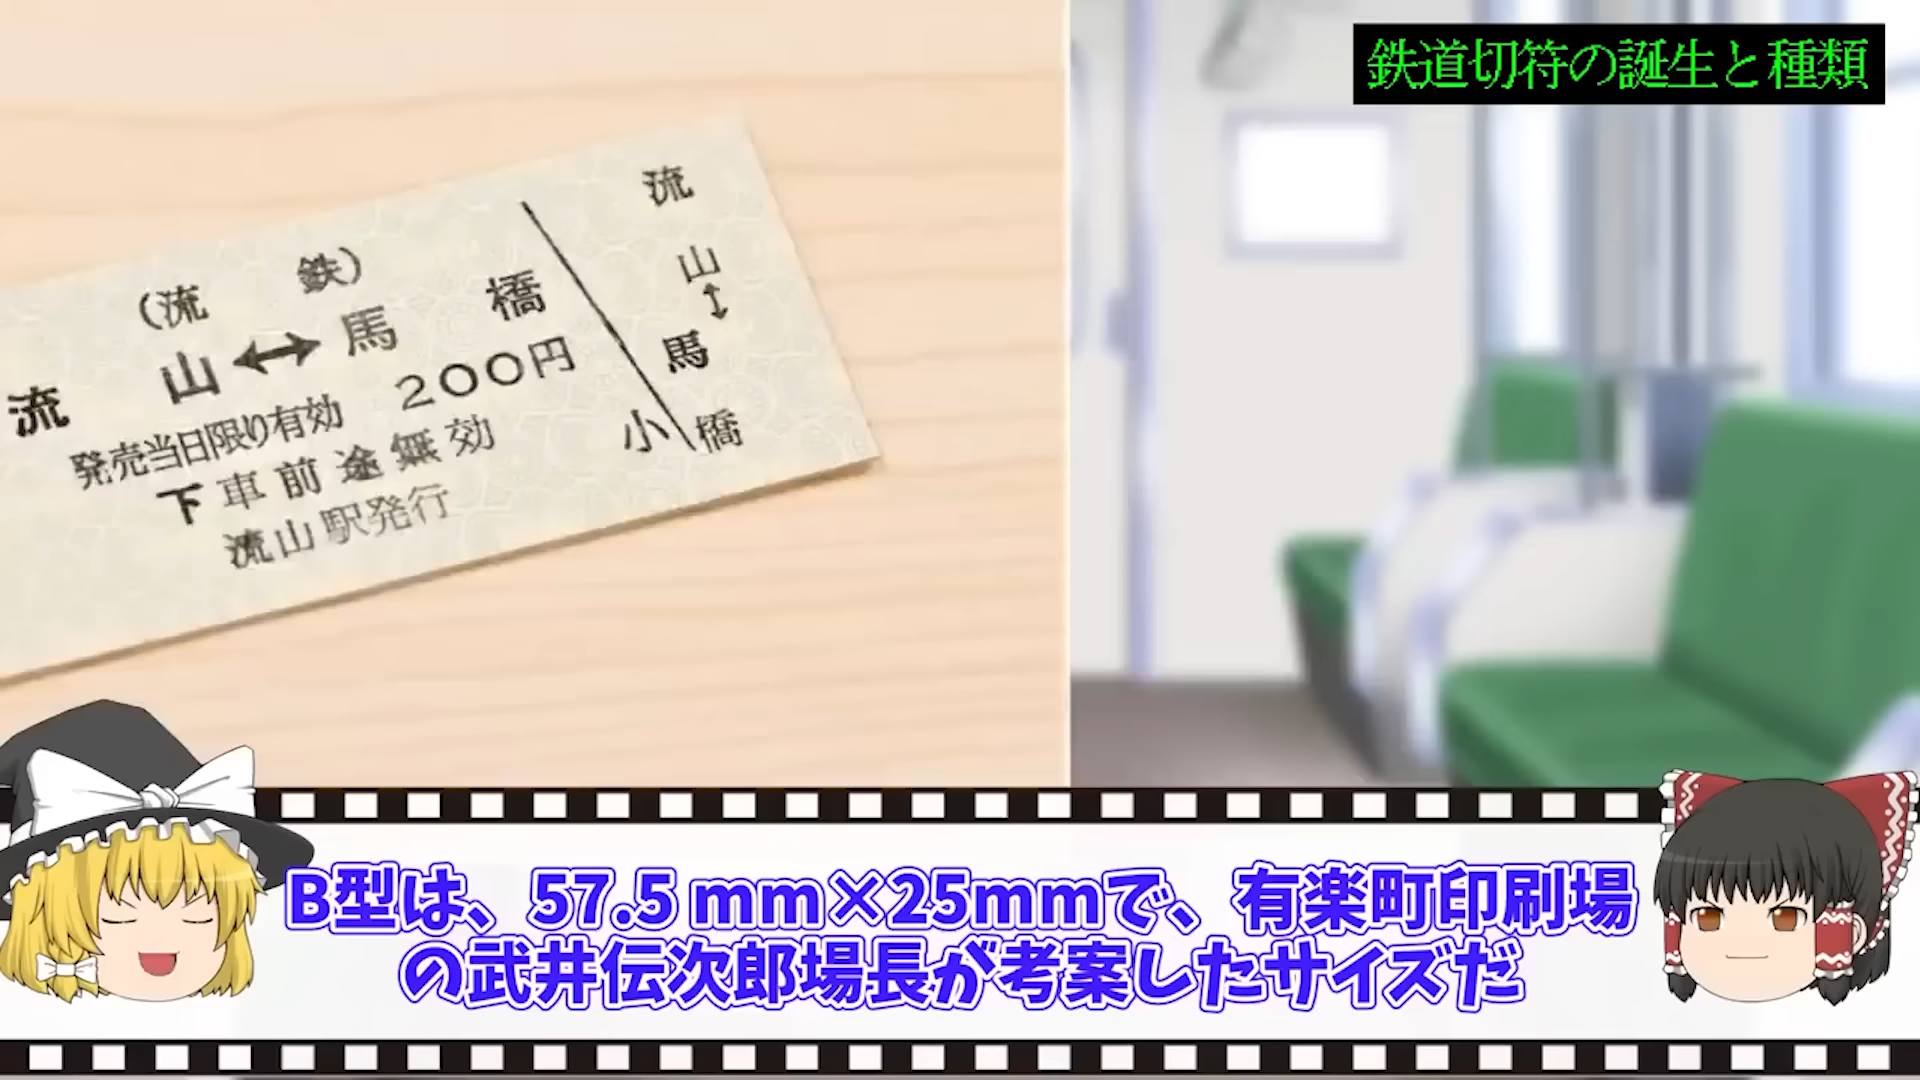 鉄道切符の誕生と種類
(流 鉄)
流 山↔馬 橋
発売当日限り有効 200円
下車前途無効
流山駅発行
流
山
↕
馬
橋
小
B型は、57.5mm×25mmで、有楽町印刷場
の武井伝次郎場長が考案したサイズだ